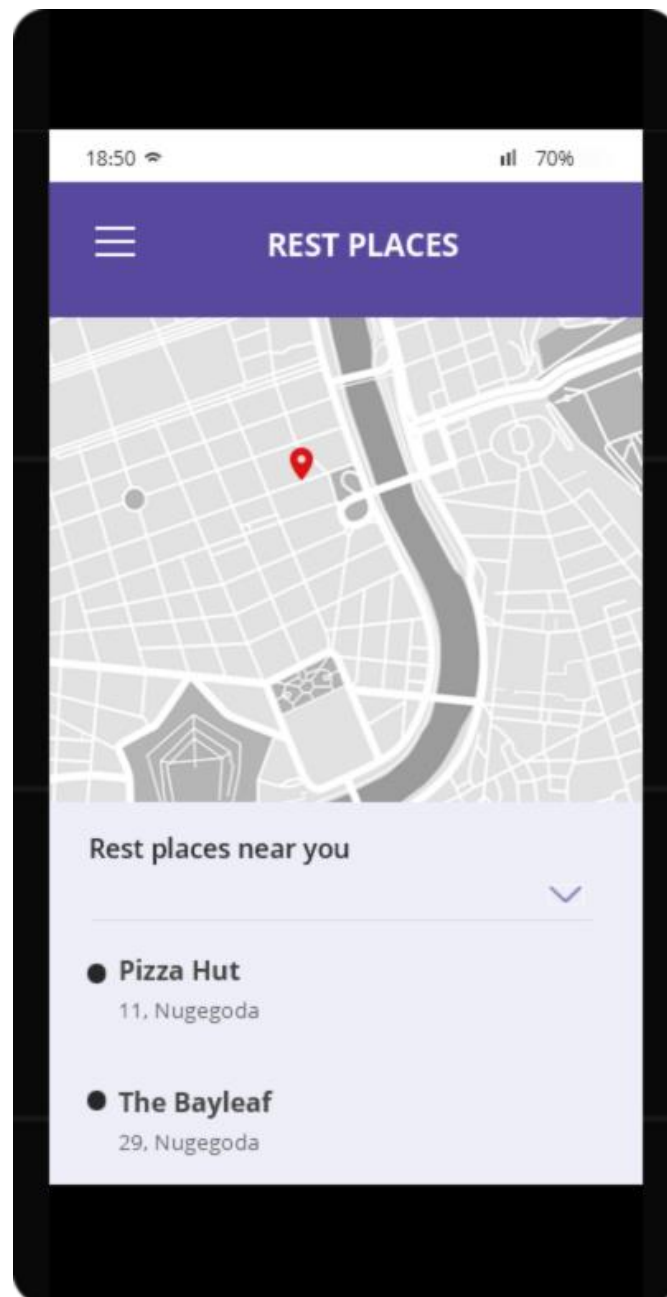 18:50 70%
REST PLACES
Rest places near you
Pizza Hut
11, Nugegoda
The Bayleaf
29, Nugegoda